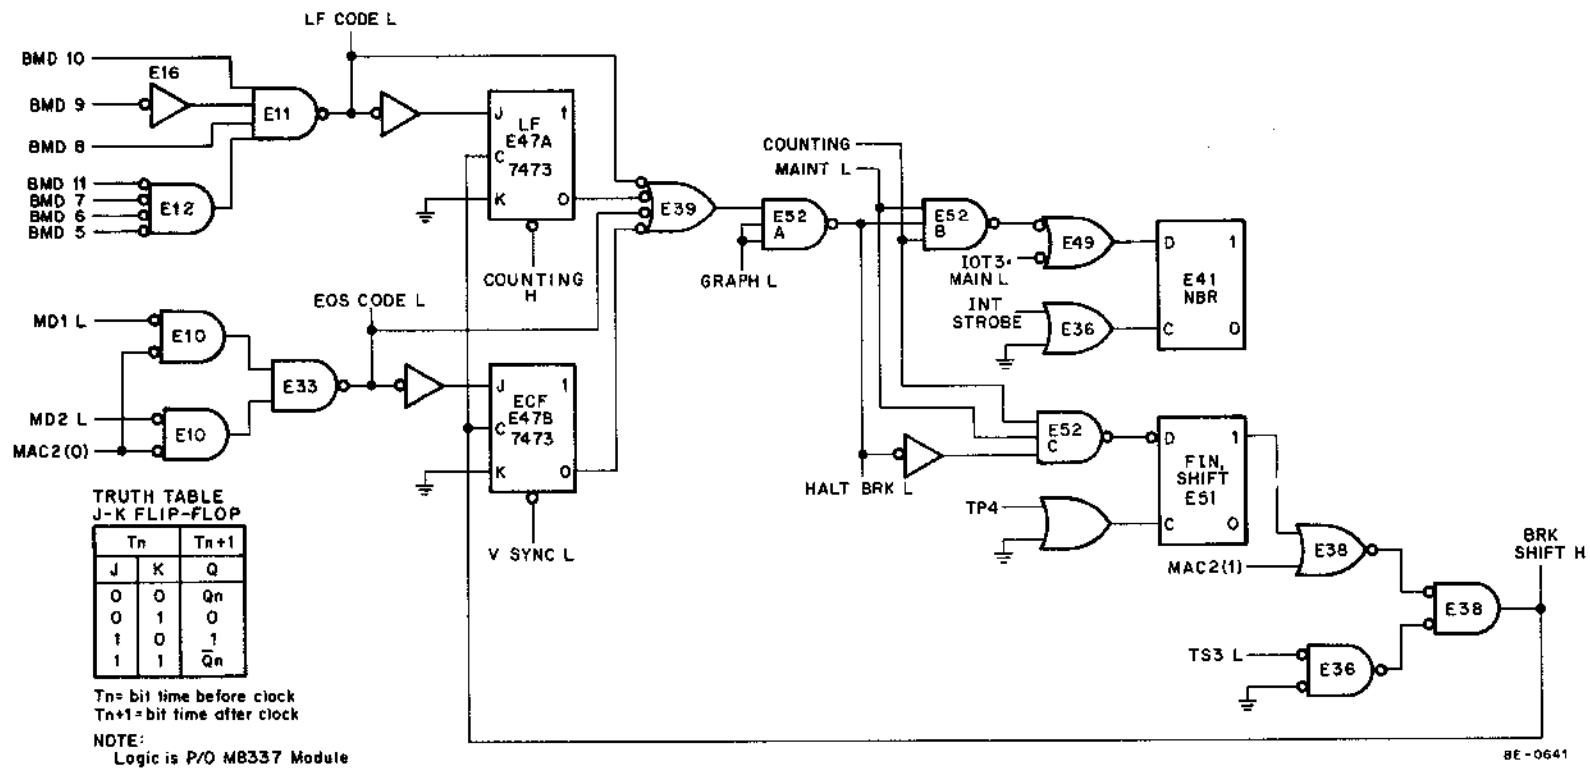 LF CODE L
BMD 10
E16
BMD 9
E11
BMD 8
BMD 11
BMD 7
BMD 6
BMD 5
E12
J 1
LF
E47A
C
7473
K 0
COUNTING
H
E39
COUNTING
MAINT L
E52
A
GRAPH L
E52
B
E49
IOT3·
MAIN L
INT
STROBE
E36
D 1
E41
NBR
C 0
EOS CODE L
MD1 L
E10
E33
MD2 L
E10
MAC2(0)
J 1
ECF
E47B
C
7473
K 0
V SYNC L
HALT BRK L
E52
C
TP4
D 1
FIN,
SHIFT
E51
C 0
E38
MAC2(1)
BRK
SHIFT H
E38
TS3 L
E36
TRUTH TABLE
J-K FLIP-FLOP
Tn Tn+1
J K Q
0 0 Qn
0 1 0
1 0 1
1 1 Q̅n
Tn= bit time before clock
Tn+1=bit time after clock
NOTE:
Logic is P/O M8337 Module
8E-0641